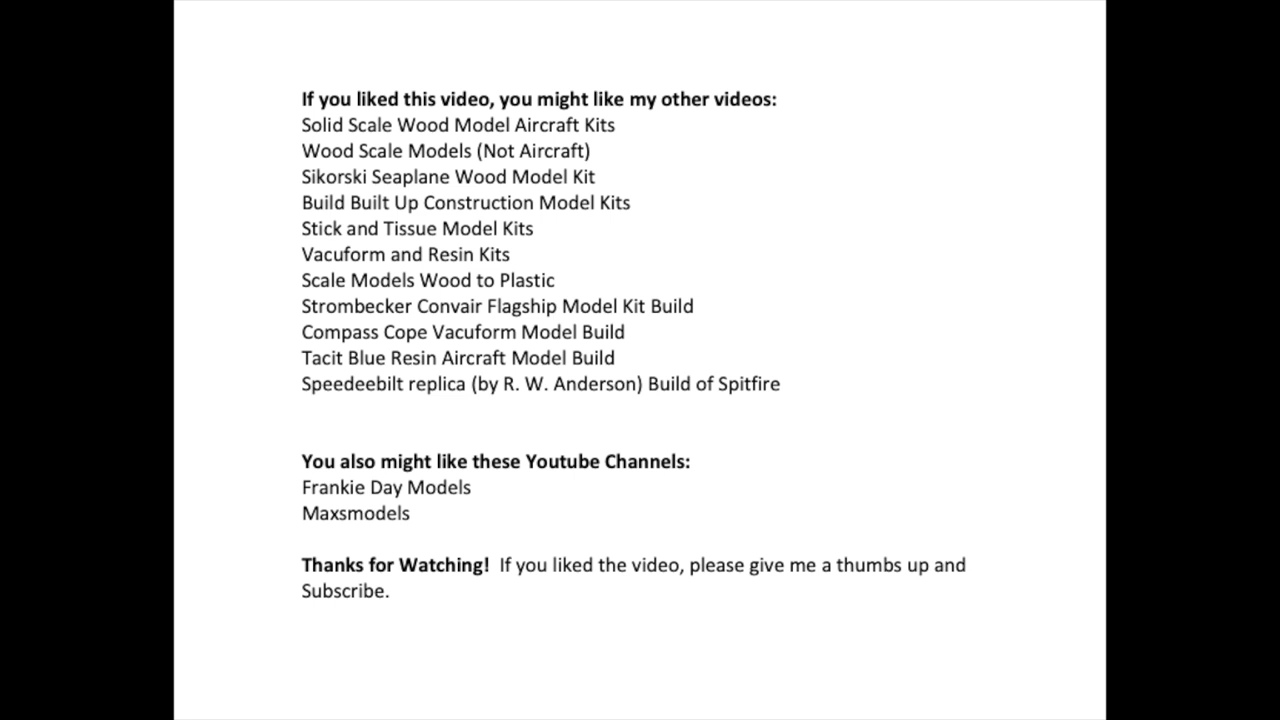 If you liked this video, you might like my other videos:
Solid Scale Wood Model Aircraft Kits
Wood Scale Models (Not Aircraft)
Sikorski Seaplane Wood Model Kit
Build Built Up Construction Model Kits
Stick and Tissue Model Kits
Vacuform and Resin Kits
Scale Models Wood to Plastic
Strombecker Convair Flagship Model Kit Build
Compass Cope Vacuform Model Build
Tacit Blue Resin Aircraft Model Build
Speedeebilt replica (by R. W. Anderson) Build of Spitfire
You also might like these Youtube Channels:
Frankie Day Models
Maxsmodels
Thanks for Watching!  If you liked the video, please give me a thumbs up and
Subscribe.